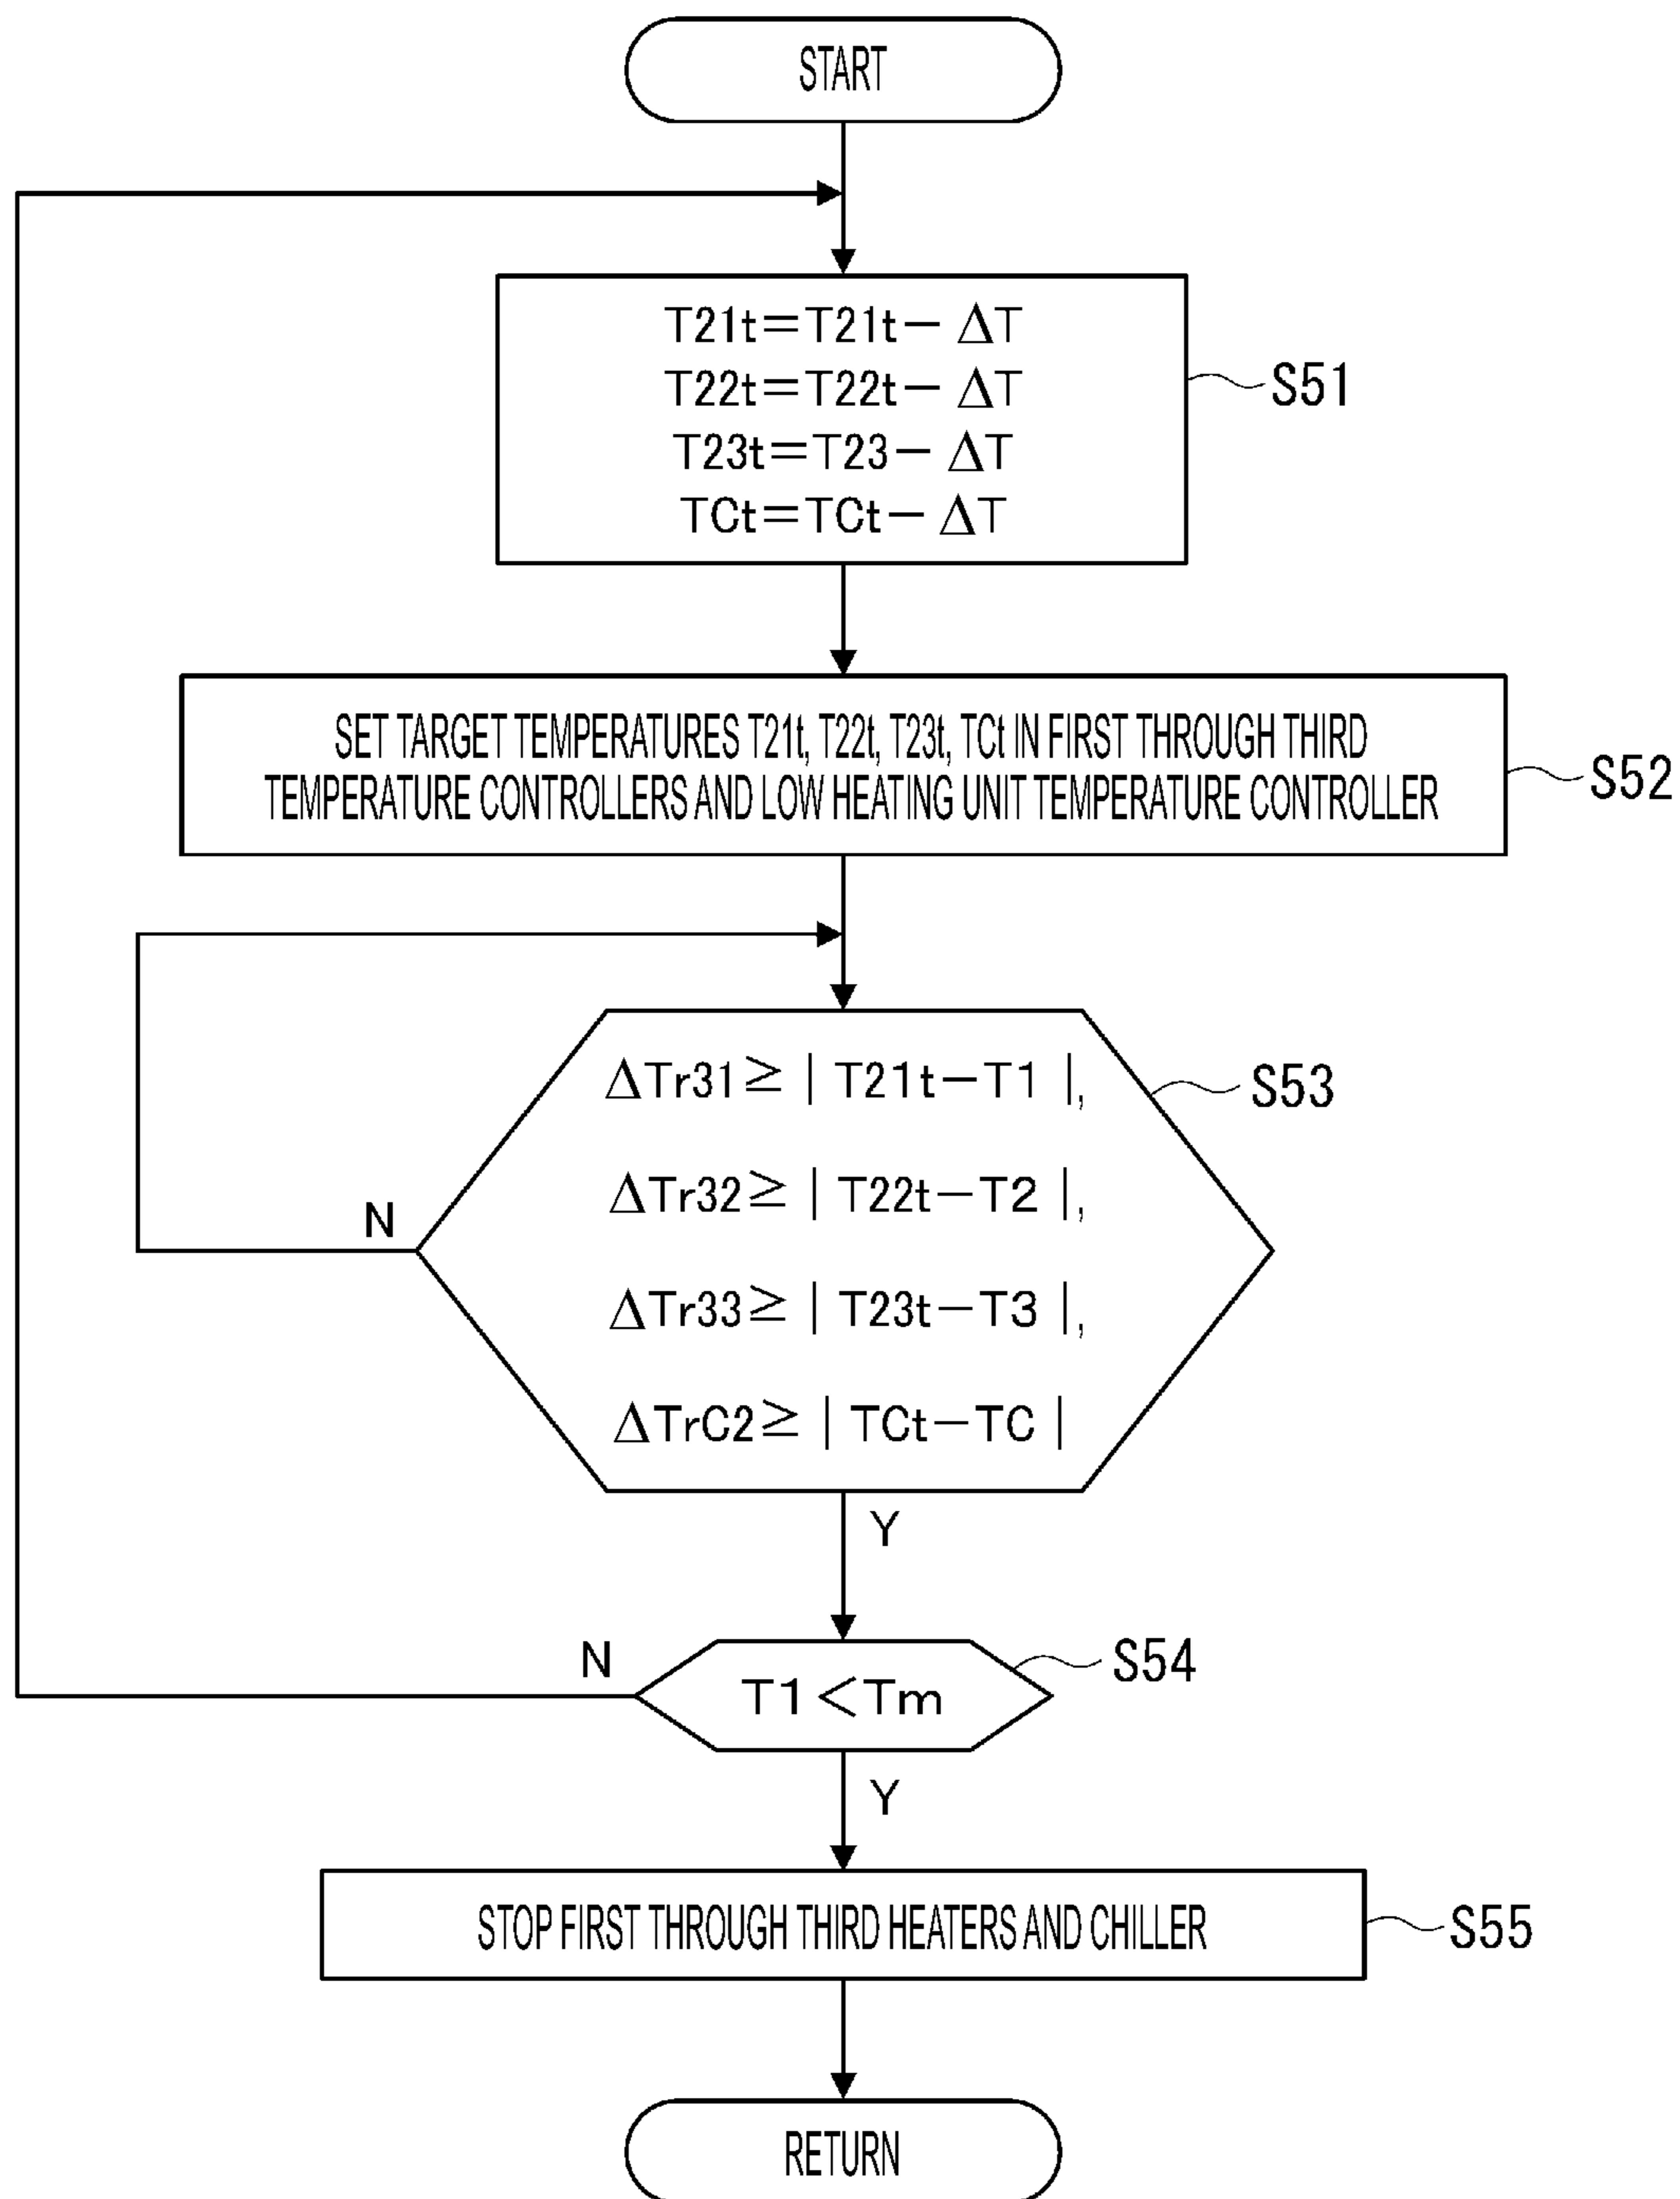 START
T21t=T21t− ΔT
T22t=T22t− ΔT
T23t=T23− ΔT
TCt=TCt− ΔT
S51
SET TARGET TEMPERATURES T21t, T22t, T23t, TCt IN FIRST THROUGH THIRD
TEMPERATURE CONTROLLERS AND LOW HEATING UNIT TEMPERATURE CONTROLLER
S52
ΔTr31≧ | T21t−T1 |,
ΔTr32≧ | T22t−T2 |,
ΔTr33≧ | T23t−T3 |,
ΔTrC2≧ | TCt−TC |
S53
N
Y
T1<Tm
S54
N
Y
STOP FIRST THROUGH THIRD HEATERS AND CHILLER
S55
RETURN